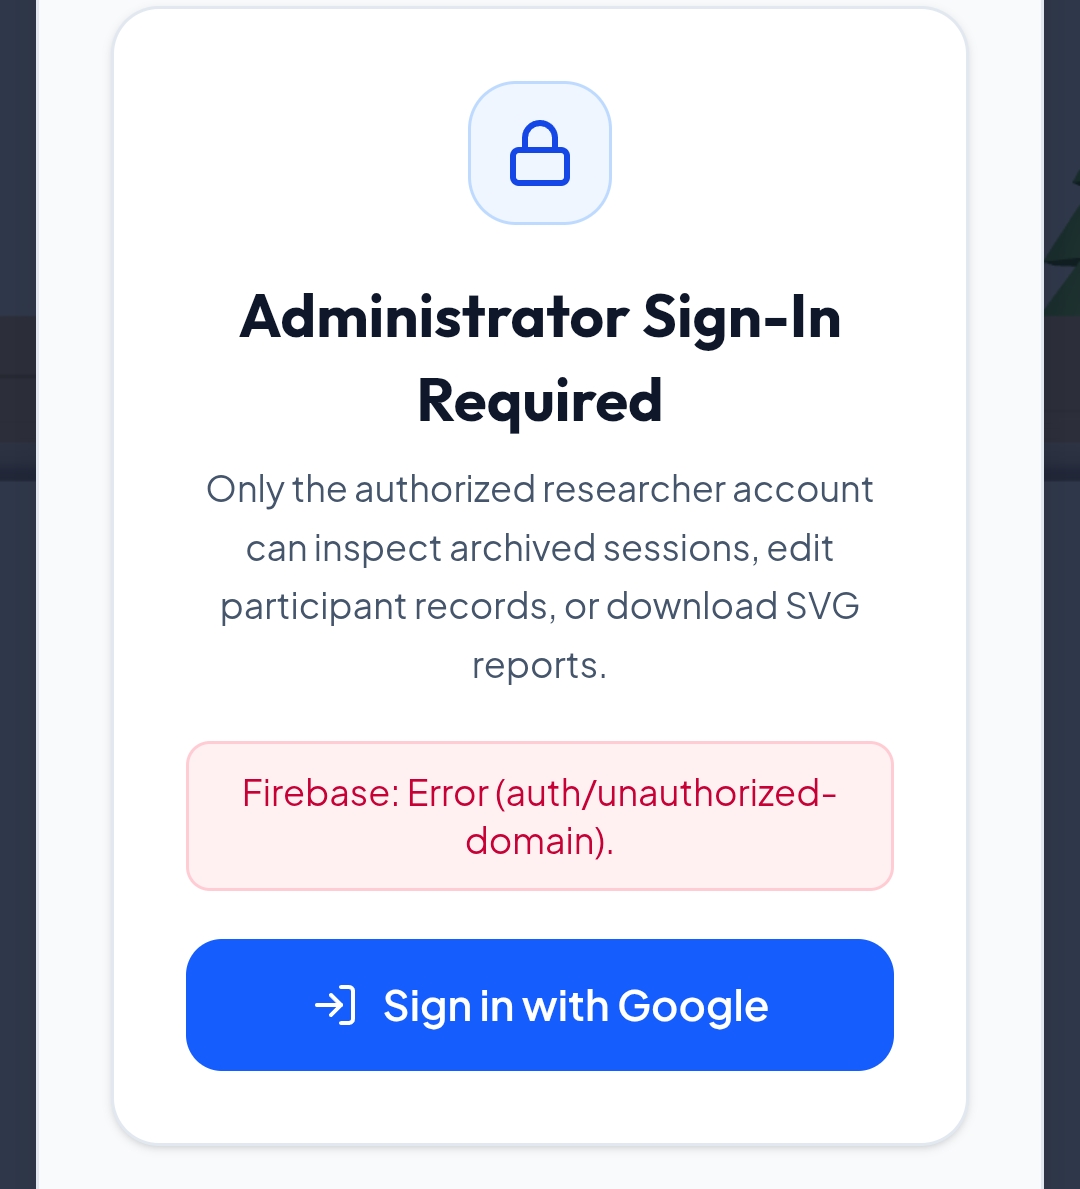 Administrator Sign-In
Required
Only the authorized researcher account
can inspect archived sessions, edit
participant records, or download SVG
reports.
Firebase: Error (auth/unauthorized-
domain).
Sign in with Google